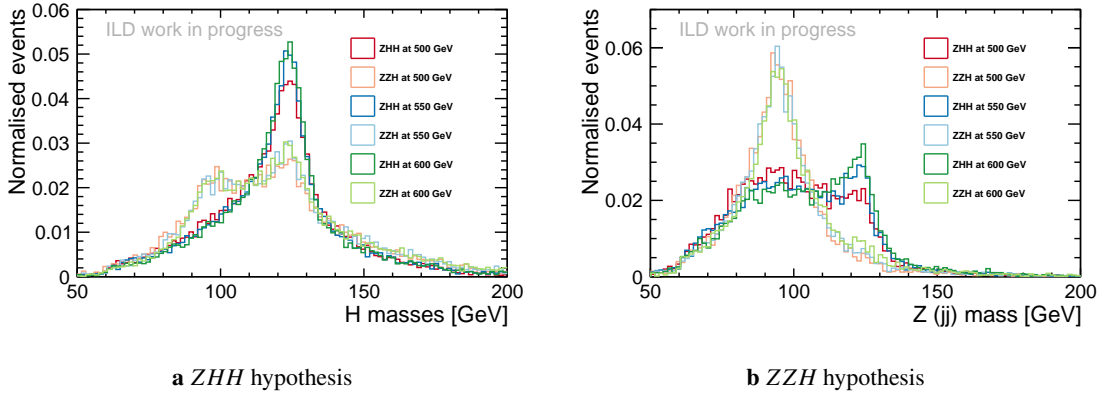 ILD work in progress
Normalised events
0.06
0.05
0.04
0.03
0.02
0.01
0
50
100
150
200
H masses [GeV]
ZHH at 500 GeV
ZZH at 500 GeV
ZHH at 550 GeV
ZZH at 550 GeV
ZHH at 600 GeV
ZZH at 600 GeV
a ZHH hypothesis
ILD work in progress
Normalised events
0.06
0.04
0.02
0
50
100
150
200
Z (jj) mass [GeV]
ZHH at 500 GeV
ZZH at 500 GeV
ZHH at 550 GeV
ZZH at 550 GeV
ZHH at 600 GeV
ZZH at 600 GeV
b ZZH hypothesis